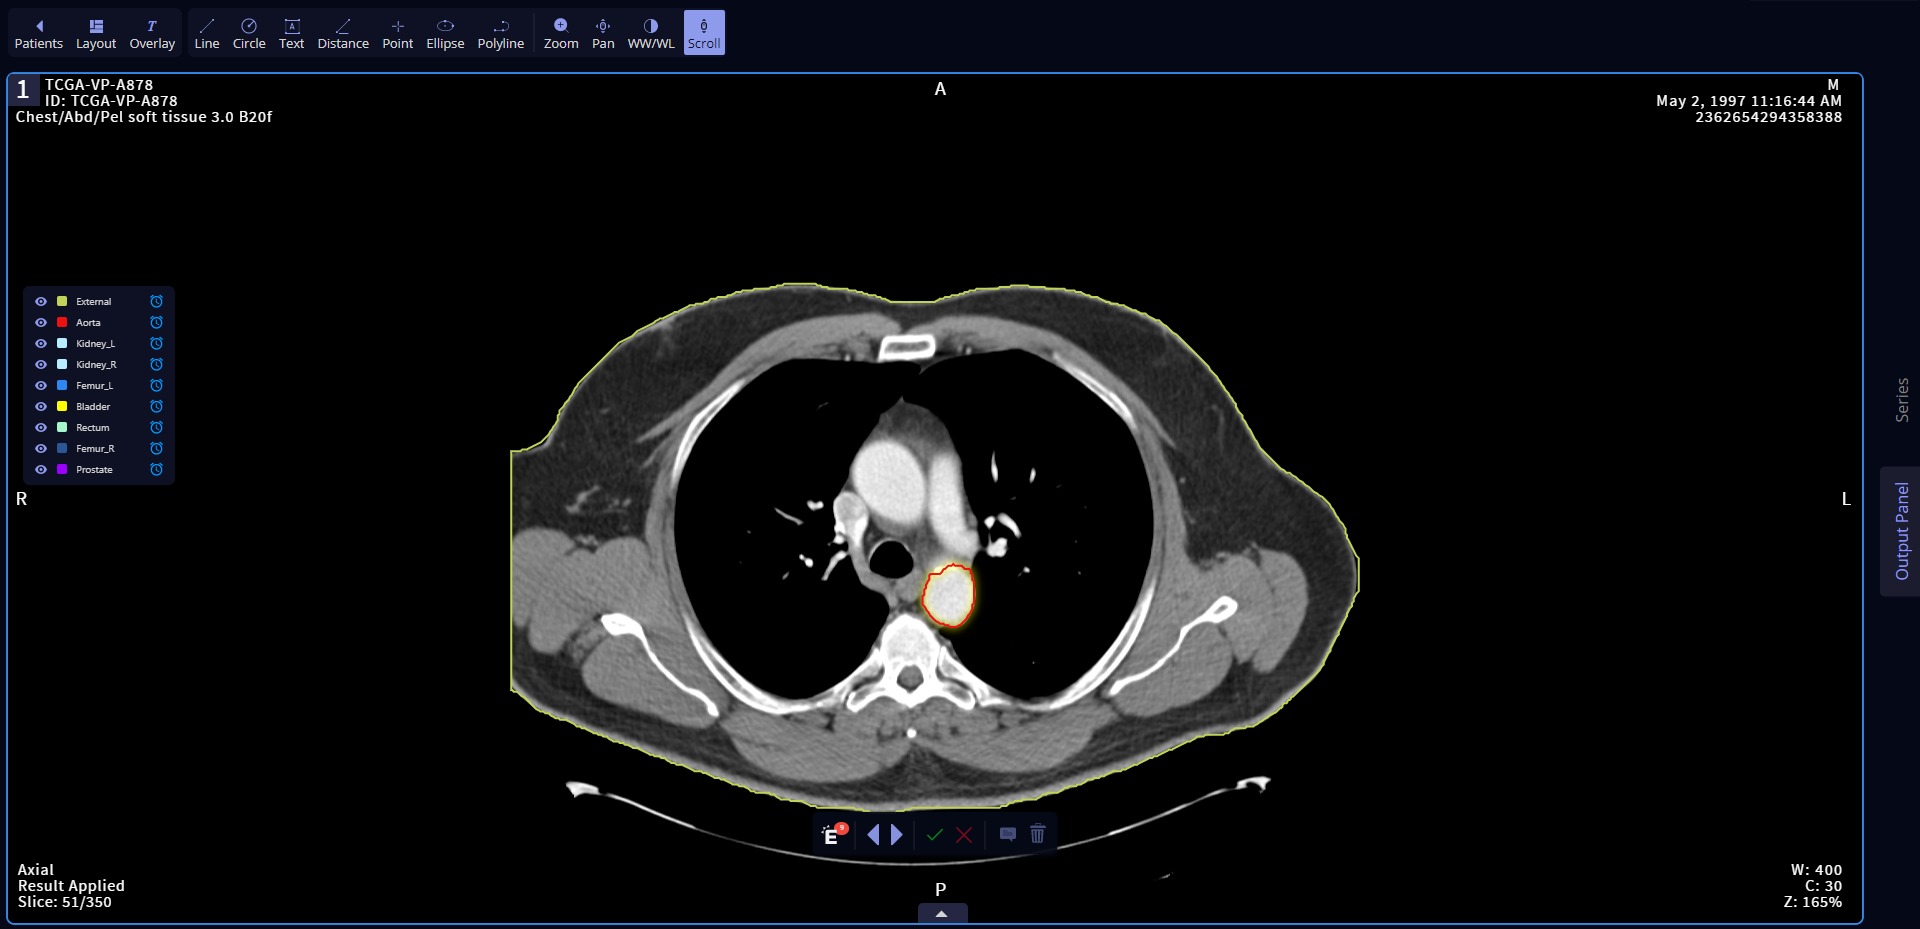 Patients Layout Overlay Line Circle Text Distance Point Ellipse Polyline Zoom Pan WW/WL Scroll
1
TCGA-VP-A878
ID: TCGA-VP-A878
Chest/Abd/Pel soft tissue 3.0 B20f
A
M
May 2, 1997 11:16:44 AM
2362654294358388
External
Aorta
Kidney_L
Kidney_R
Femur_L
Bladder
Rectum
Femur_R
Prostate
R
L
Series
Output Panel
E 9
Axial
Result Applied
Slice: 51/350
P
W: 400
C: 30
Z: 165%